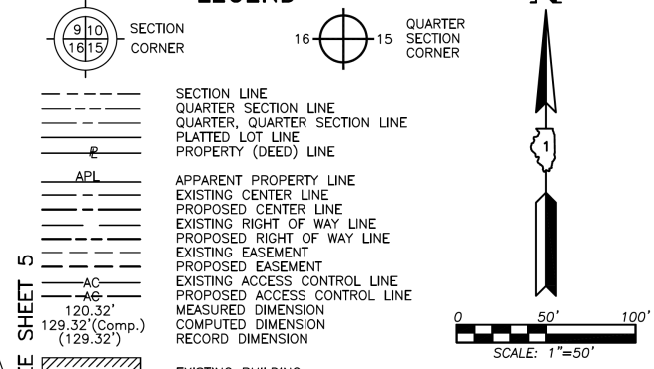 LEGEND
N
9 10
16 15
SECTION
CORNER
16
15
QUARTER
SECTION
CORNER
SECTION LINE
QUARTER SECTION LINE
QUARTER, QUARTER SECTION LINE
PLATTED LOT LINE
PROPERTY (DEED) LINE
APL APPARENT PROPERTY LINE
EXISTING CENTER LINE
PROPOSED CENTER LINE
EXISTING RIGHT OF WAY LINE
PROPOSED RIGHT OF WAY LINE
EXISTING EASEMENT
PROPOSED EASEMENT
AC EXISTING ACCESS CONTROL LINE
AC PROPOSED ACCESS CONTROL LINE
120.32' MEASURED DIMENSION
129.32'(Comp.) COMPUTED DIMENSION
(129.32') RECORD DIMENSION
EXISTING BUILDING
SHEET 5
1
0 50' 100'
SCALE: 1"=50'